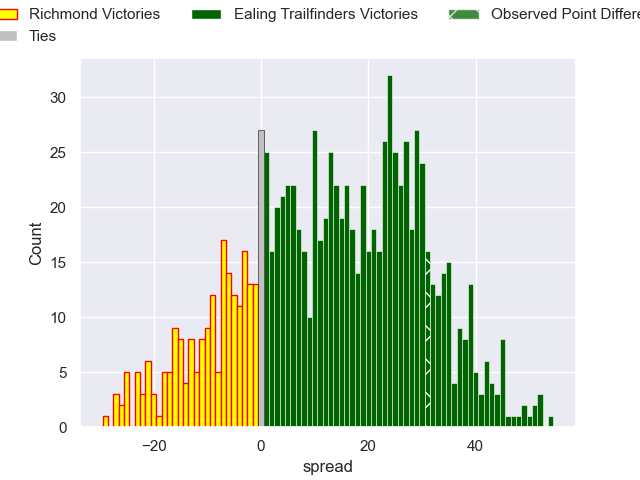 Richmond Victories
Ealing Trailfinders Victories
Observed Point Differe
Ties
Count
30
25
20
15
10
5
0
−20
0
20
40
spread